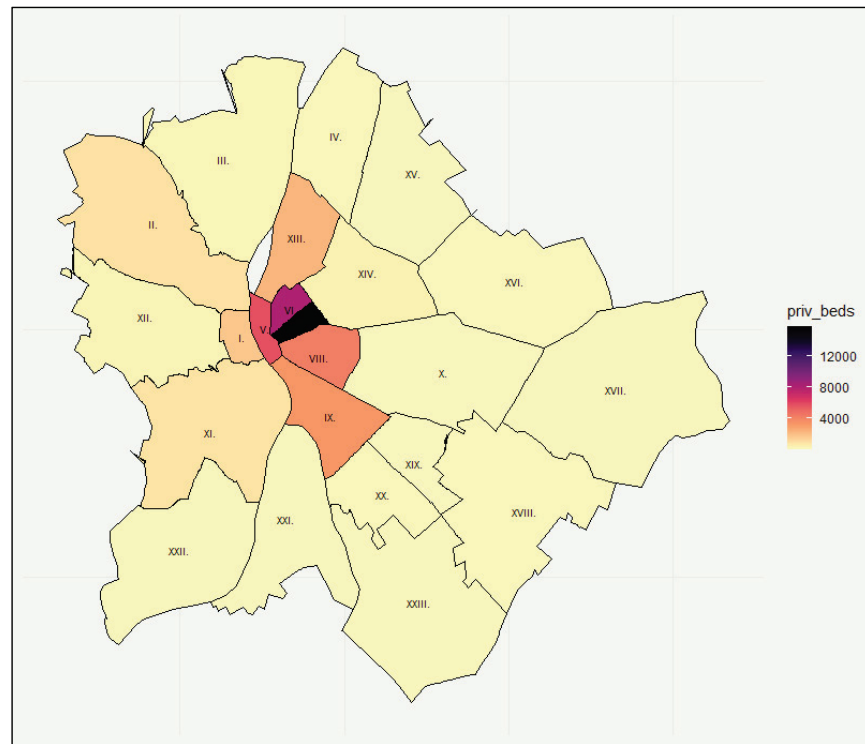 IV.
III.
XV.
II.
XIII.
XIV.
XVI.
priv_beds
VI.
XII.
I.
V.
12000
VIII.
X.
8000
XVII.
4000
IX.
XI.
XIX.
XX.
XVIII.
XXI.
XXII.
XXIII.